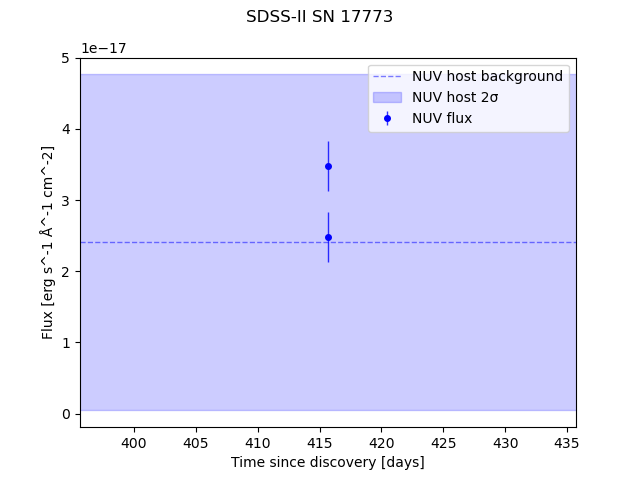 SDSS-II SN 17773
1e−17
NUV host background
NUV host 2σ
NUV flux
5
4
3
2
1
0
Flux [erg s^-1 Å^-1 cm^-2]
400 405 410 415 420 425 430 435
Time since discovery [days]